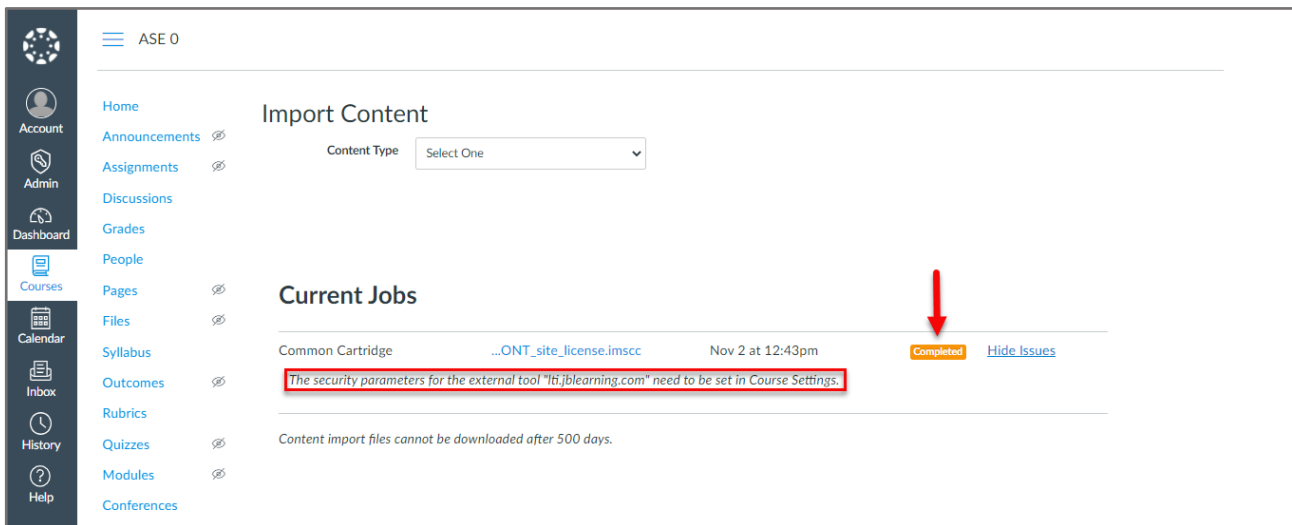 ASE 0
Account
Admin
Dashboard
Courses
Calendar
Inbox
History
Help
Home
Announcements
Assignments
Discussions
Grades
People
Pages
Files
Syllabus
Outcomes
Rubrics
Quizzes
Modules
Conferences
Import Content
Content Type Select One
Current Jobs
Common Cartridge ...ONT_site_license.imscc Nov 2 at 12:43pm Completed Hide Issues
The security parameters for the external tool "lti.jblearning.com" need to be set in Course Settings.
Content import files cannot be downloaded after 500 days.